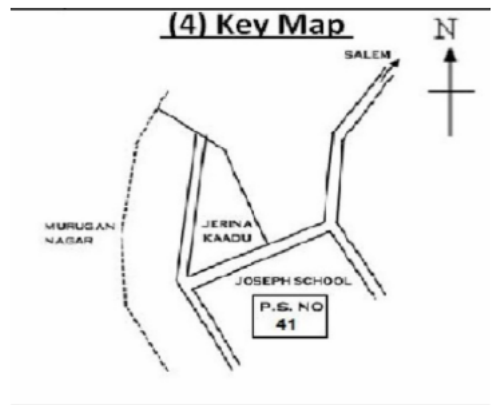 (4) Key Map
N
SALEM
MURUGAN
NAGAR
JERINA
KAADU
JOSEPH SCHOOL
P.S. NO
41